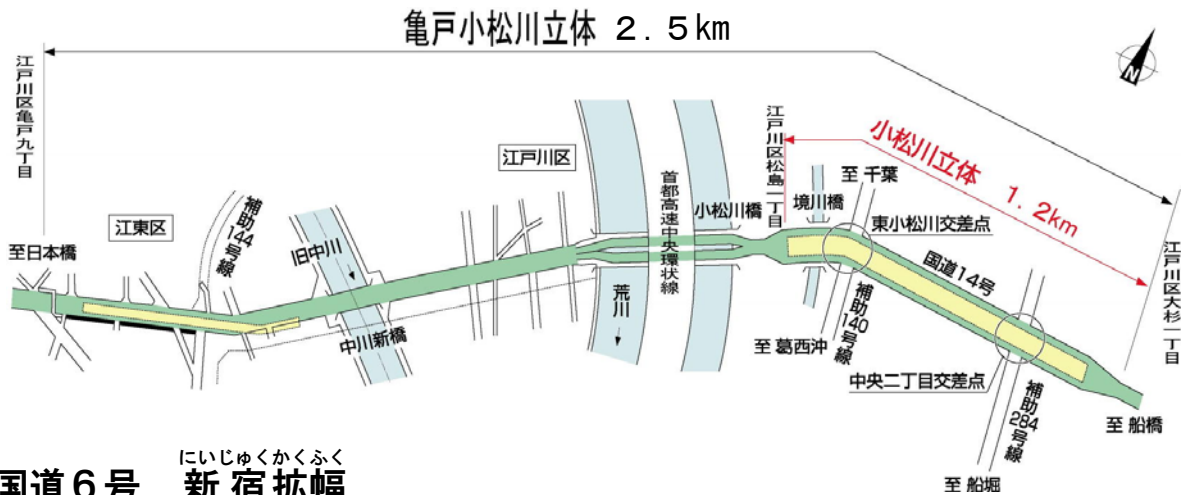 亀戸小松川立体 2.5km
江戸川区亀戸九丁目
江戸川区松島一丁目
小松川立体 1.2km
江戸川区大杉一丁目
N
江東区
江戸川区
至日本橋
補助144号線
旧中川
中川新橋
荒川
首都高速中央環状線
小松川橋
境川橋
至 千葉
東小松川交差点
国道14号
至 葛西沖
補助140号線
中央二丁目交差点
補助284号線
至 船橋
至 船堀
にいじゅくかくふく
国道6号 新宿拡幅